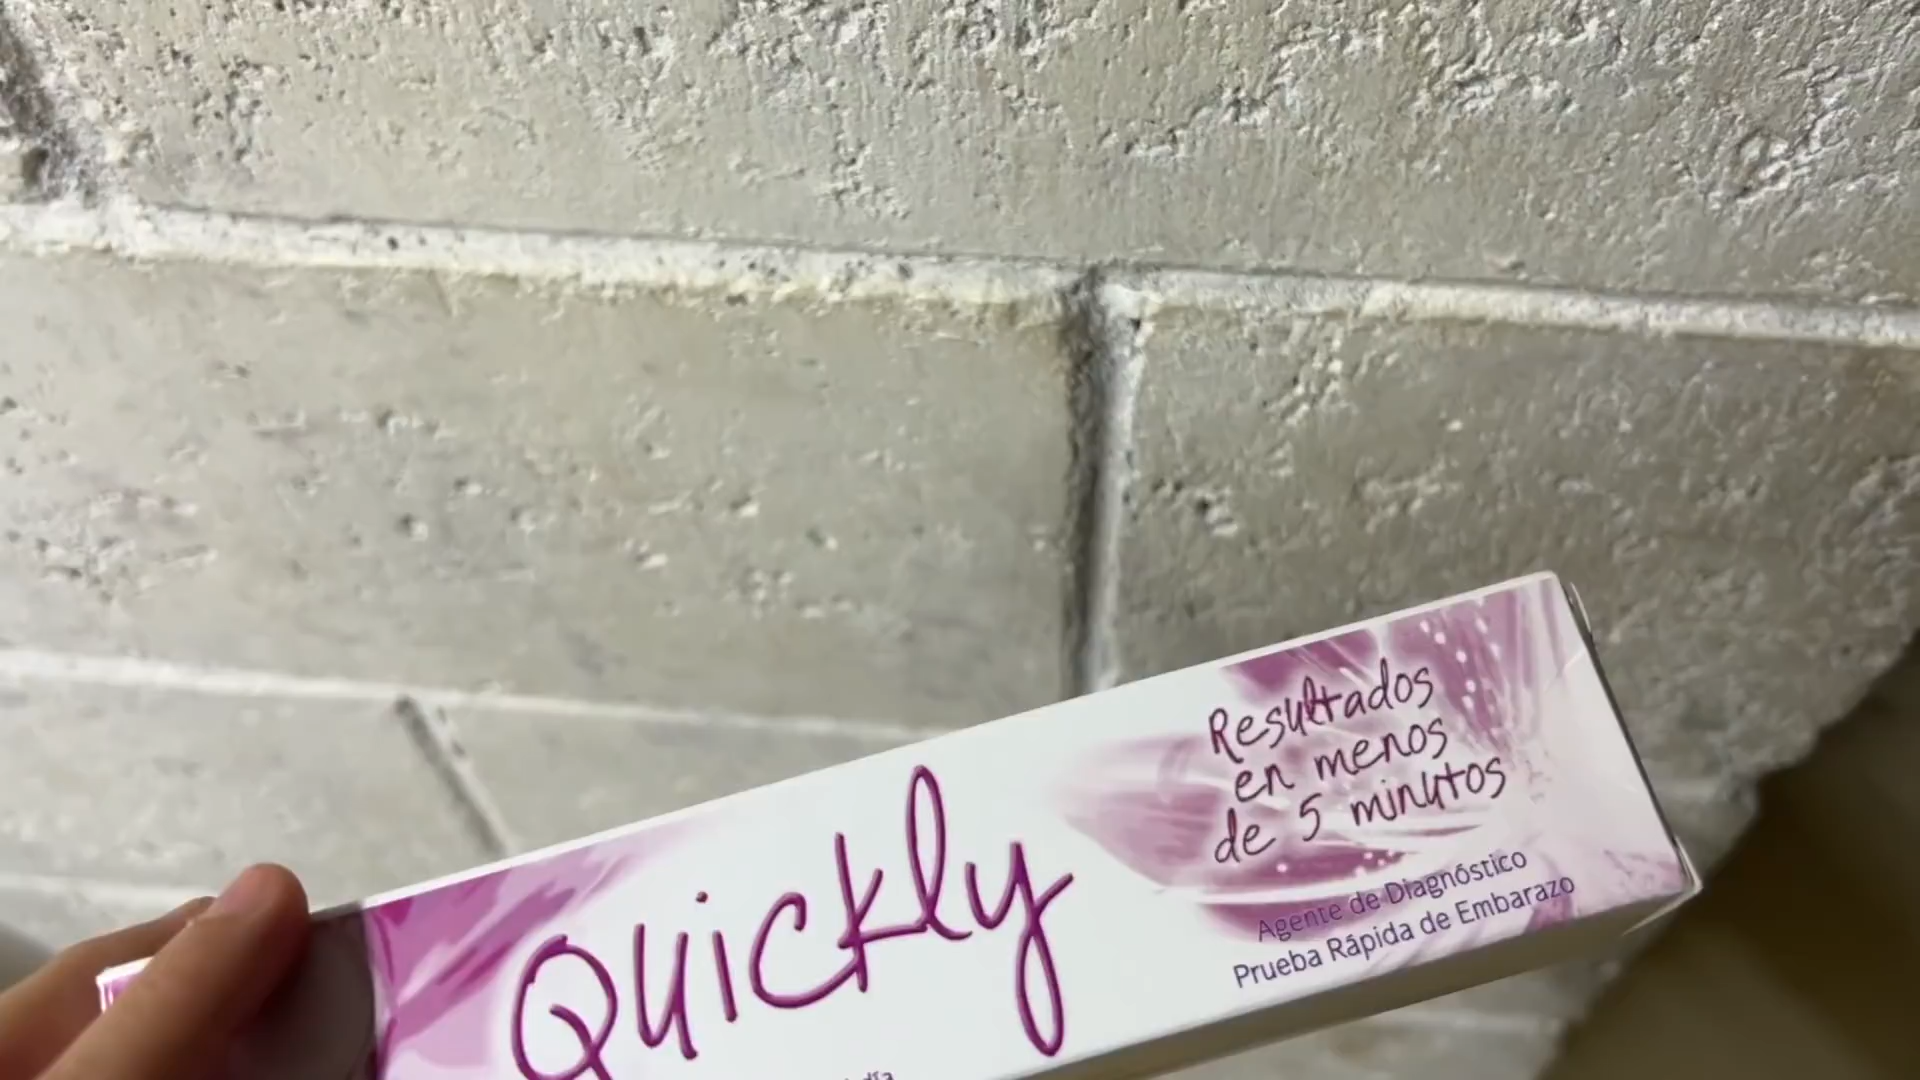 Quickly
Resultados
en menos
de 5 minutos
Agente de Diagnóstico
Prueba Rápida de Embarazo